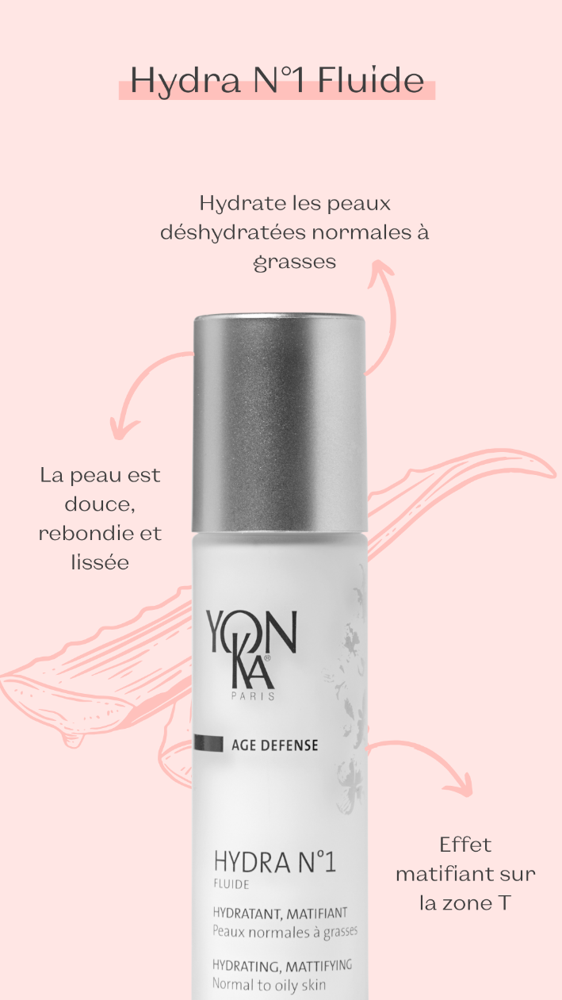 Hydra N°1 Fluide
Hydrate les peaux
déshydratées normales à
grasses
La peau est
douce,
rebondie et
lissée
YON
KA®
PARIS
AGE DEFENSE
Effet
matifiant sur
la zone T
HYDRA N°1
FLUIDE
HYDRATANT, MATIFIANT
Peaux normales à grasses
HYDRATING, MATTIFYING
Normal to oily skin